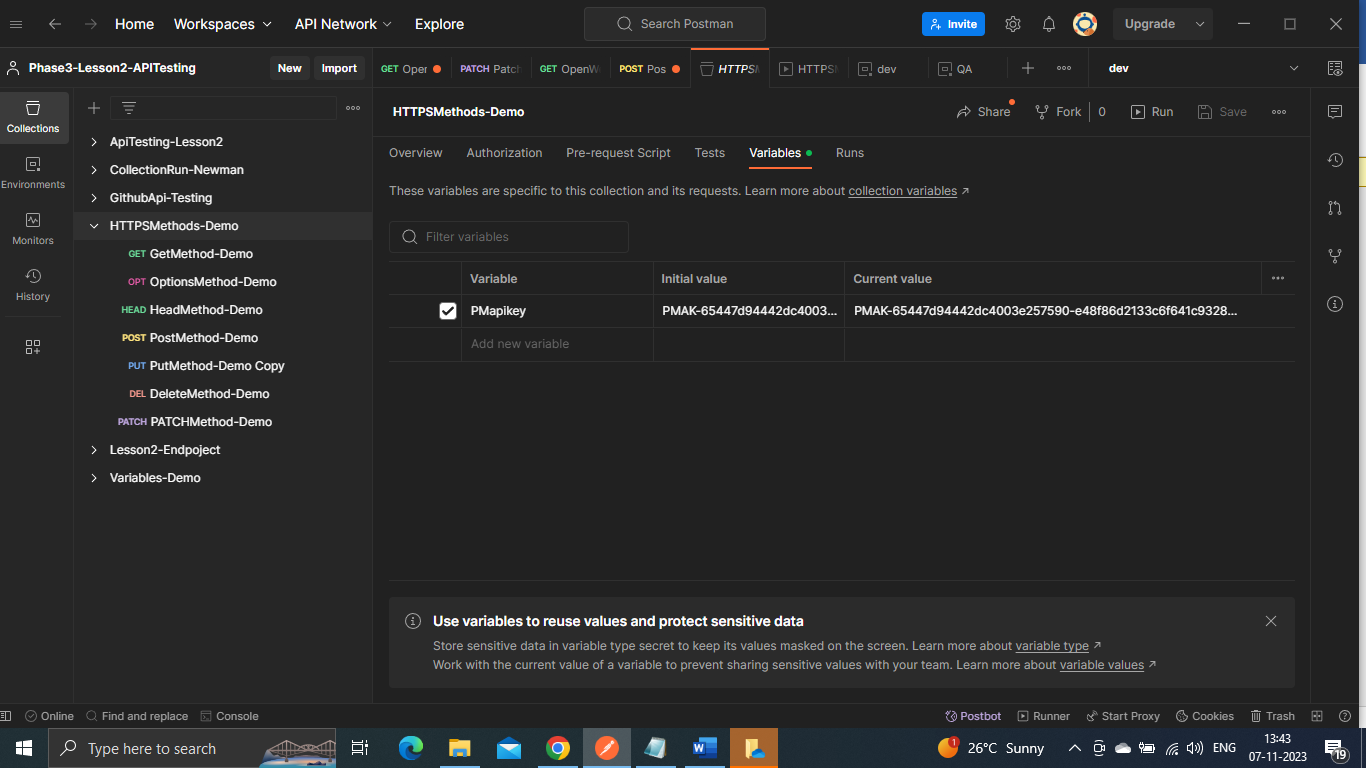 Home Workspaces API Network Explore Search Postman Invite Upgrade
Phase3-Lesson2-APITesting New Import GET Oper PATCH Patch GET OpenW POST Pos HTTPSM HTTPSM dev QA dev
Collections
Environments
Monitors
History
ApiTesting-Lesson2
CollectionRun-Newman
GithubApi-Testing
HTTPSMethods-Demo
GET GetMethod-Demo
OPT OptionsMethod-Demo
HEAD HeadMethod-Demo
POST PostMethod-Demo
PUT PutMethod-Demo Copy
DEL DeleteMethod-Demo
PATCH PATCHMethod-Demo
Lesson2-Endpoject
Variables-Demo
HTTPSMethods-Demo Share Fork 0 Run Save
Overview Authorization Pre-request Script Tests Variables Runs
These variables are specific to this collection and its requests. Learn more about collection variables ↗
Filter variables
Variable Initial value Current value
PMapikey PMAK-65447d94442dc4003... PMAK-65447d94442dc4003e257590-e48f86d2133c6f641c9328...
Add new variable
Use variables to reuse values and protect sensitive data
Store sensitive data in variable type secret to keep its values masked on the screen. Learn more about variable type ↗
Work with the current value of a variable to prevent sharing sensitive values with your team. Learn more about variable values ↗
Online Find and replace Console Postbot Runner Start Proxy Cookies Trash
Type here to search 1 26°C Sunny ENG 13:43
07-11-2023 19